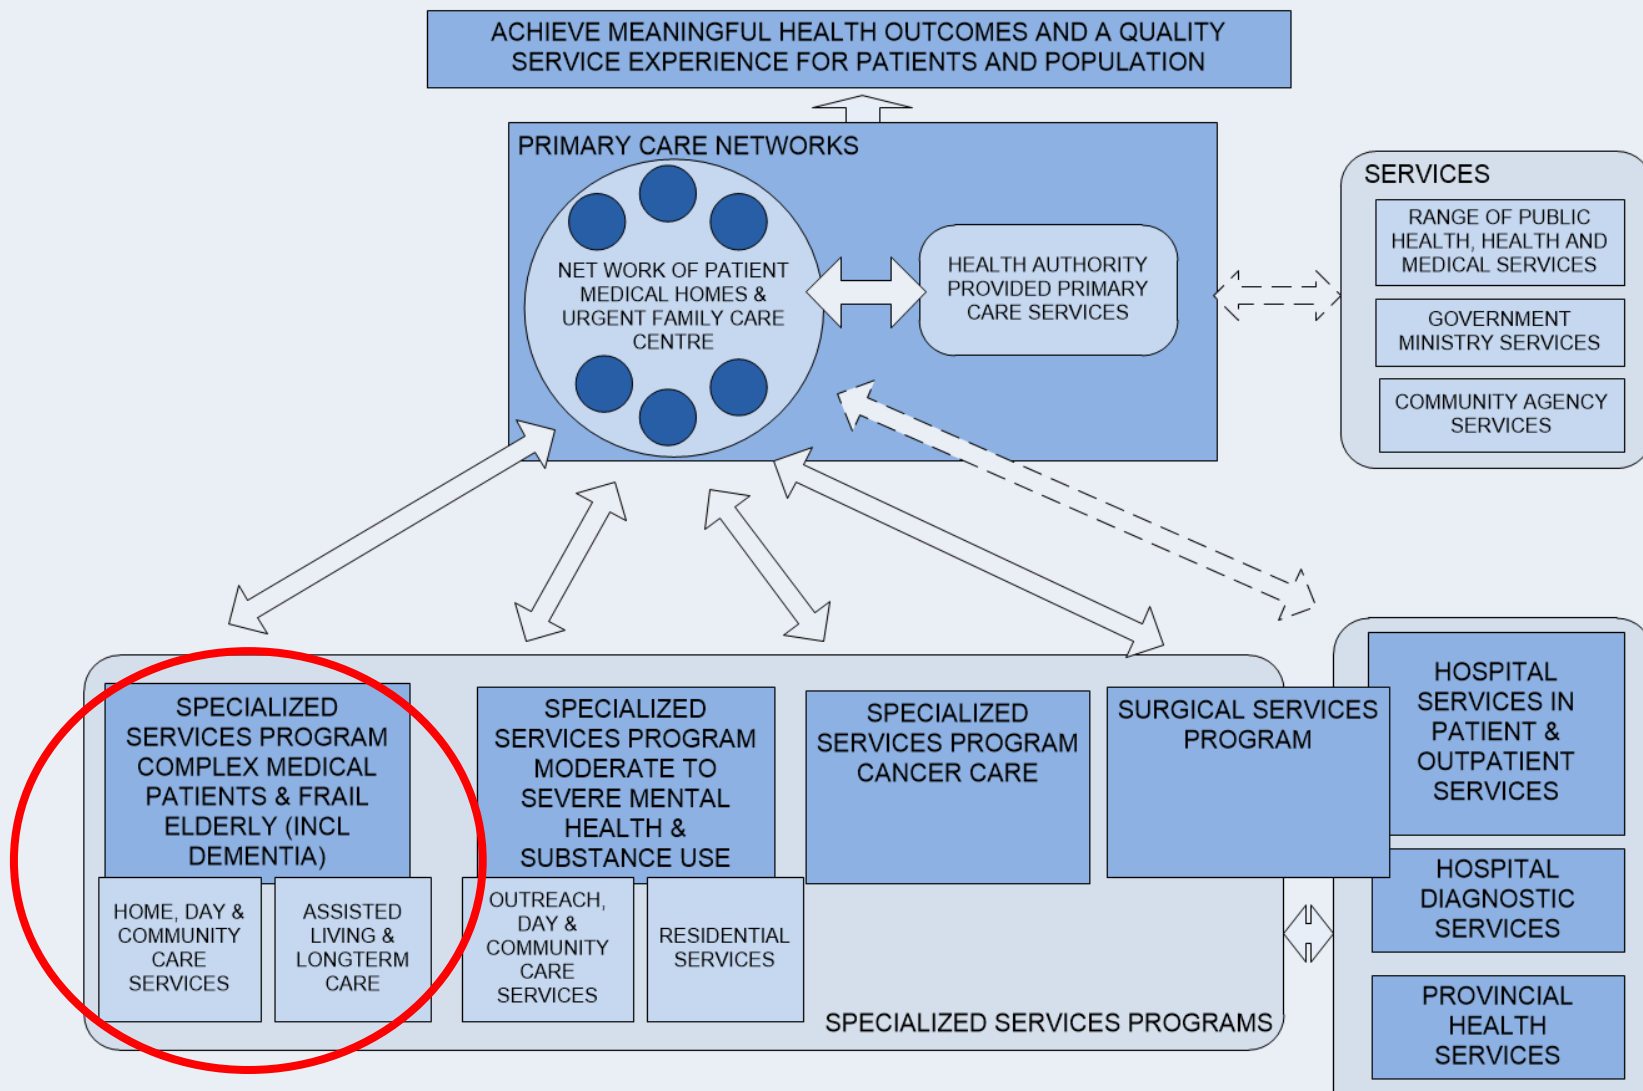 ACHIEVE MEANINGFUL HEALTH OUTCOMES AND A QUALITY
SERVICE EXPERIENCE FOR PATIENTS AND POPULATION
PRIMARY CARE NETWORKS
NET WORK OF PATIENT
MEDICAL HOMES &
URGENT FAMILY CARE
CENTRE
HEALTH AUTHORITY
PROVIDED PRIMARY
CARE SERVICES
SERVICES
RANGE OF PUBLIC
HEALTH, HEALTH AND
MEDICAL SERVICES
GOVERNMENT
MINISTRY SERVICES
COMMUNITY AGENCY
SERVICES
SPECIALIZED
SERVICES PROGRAM
COMPLEX MEDICAL
PATIENTS & FRAIL
ELDERLY (INCL
DEMENTIA)
HOME, DAY &
COMMUNITY
CARE
SERVICES
ASSISTED
LIVING &
LONGTERM
CARE
SPECIALIZED
SERVICES PROGRAM
MODERATE TO
SEVERE MENTAL
HEALTH &
SUBSTANCE USE
OUTREACH,
DAY &
COMMUNITY
CARE
SERVICES
RESIDENTIAL
SERVICES
SPECIALIZED
SERVICES PROGRAM
CANCER CARE
SURGICAL SERVICES
PROGRAM
SPECIALIZED SERVICES PROGRAMS
HOSPITAL
SERVICES IN
PATIENT &
OUTPATIENT
SERVICES
HOSPITAL
DIAGNOSTIC
SERVICES
PROVINCIAL
HEALTH
SERVICES